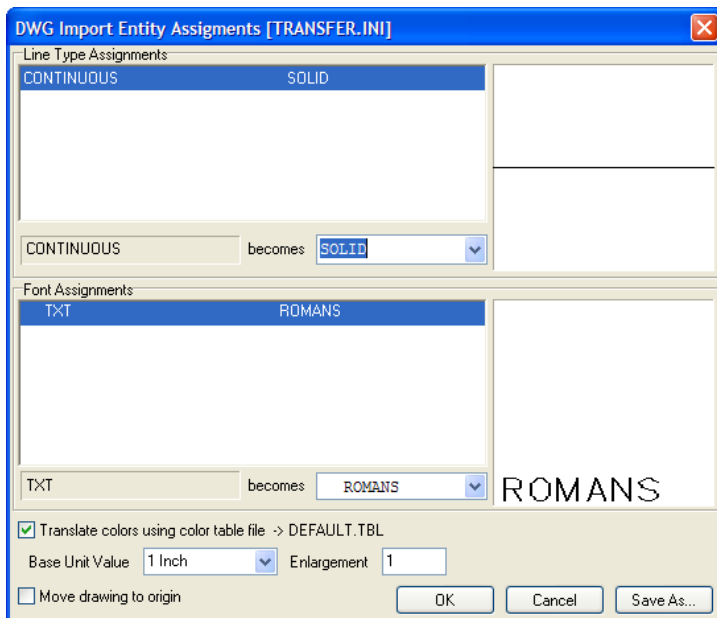 DWG Import Entity Assigments [TRANSFER.INI]
Line Type Assignments
CONTINUOUS SOLID
CONTINUOUS becomes SOLID
Font Assignments
TXT ROMANS
TXT becomes ROMANS
ROMANS
Translate colors using color table file -> DEFAULT.TBL
Base Unit Value 1 Inch Enlargement 1
Move drawing to origin OK Cancel Save As...